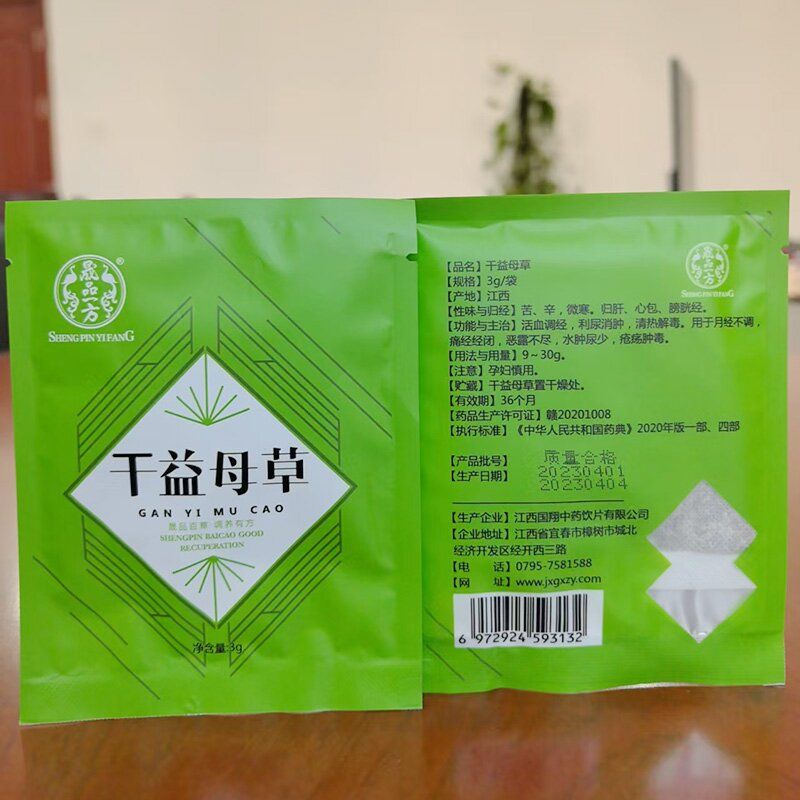 晟品一方
®
SHENG PIN YI FANG
干益母草
GAN YI MU CAO
晟品百草 调养有方
SHENGPIN BAICAO GOOD
RECUPERATION
净含量:3g
晟品一方
®
SHENG PIN YI FANG
【品名】干益母草
【规格】3g/袋
【产地】江西
【性味与归经】苦、辛，微寒。归肝、心包、膀胱经。
【功能与主治】活血调经，利尿消肿，清热解毒。用于月经不调，
痛经经闭，恶露不尽，水肿尿少，疮疡肿毒。
【用法与用量】9~30g。
【注意】孕妇慎用。
【贮藏】干益母草置干燥处。
【有效期】36个月
【药品生产许可证】赣20201008
【执行标准】《中华人民共和国药典》2020年版一部、四部
质量合格
【产品批号】 20230401
【生产日期】 20230404
【生产企业】江西国翔中药饮片有限公司
【企业地址】江西省宜春市樟树市城北
经济开发区经开西三路
【电 话】0795-7581588
【网 址】www.jxgxzy.com
6 972924 593132